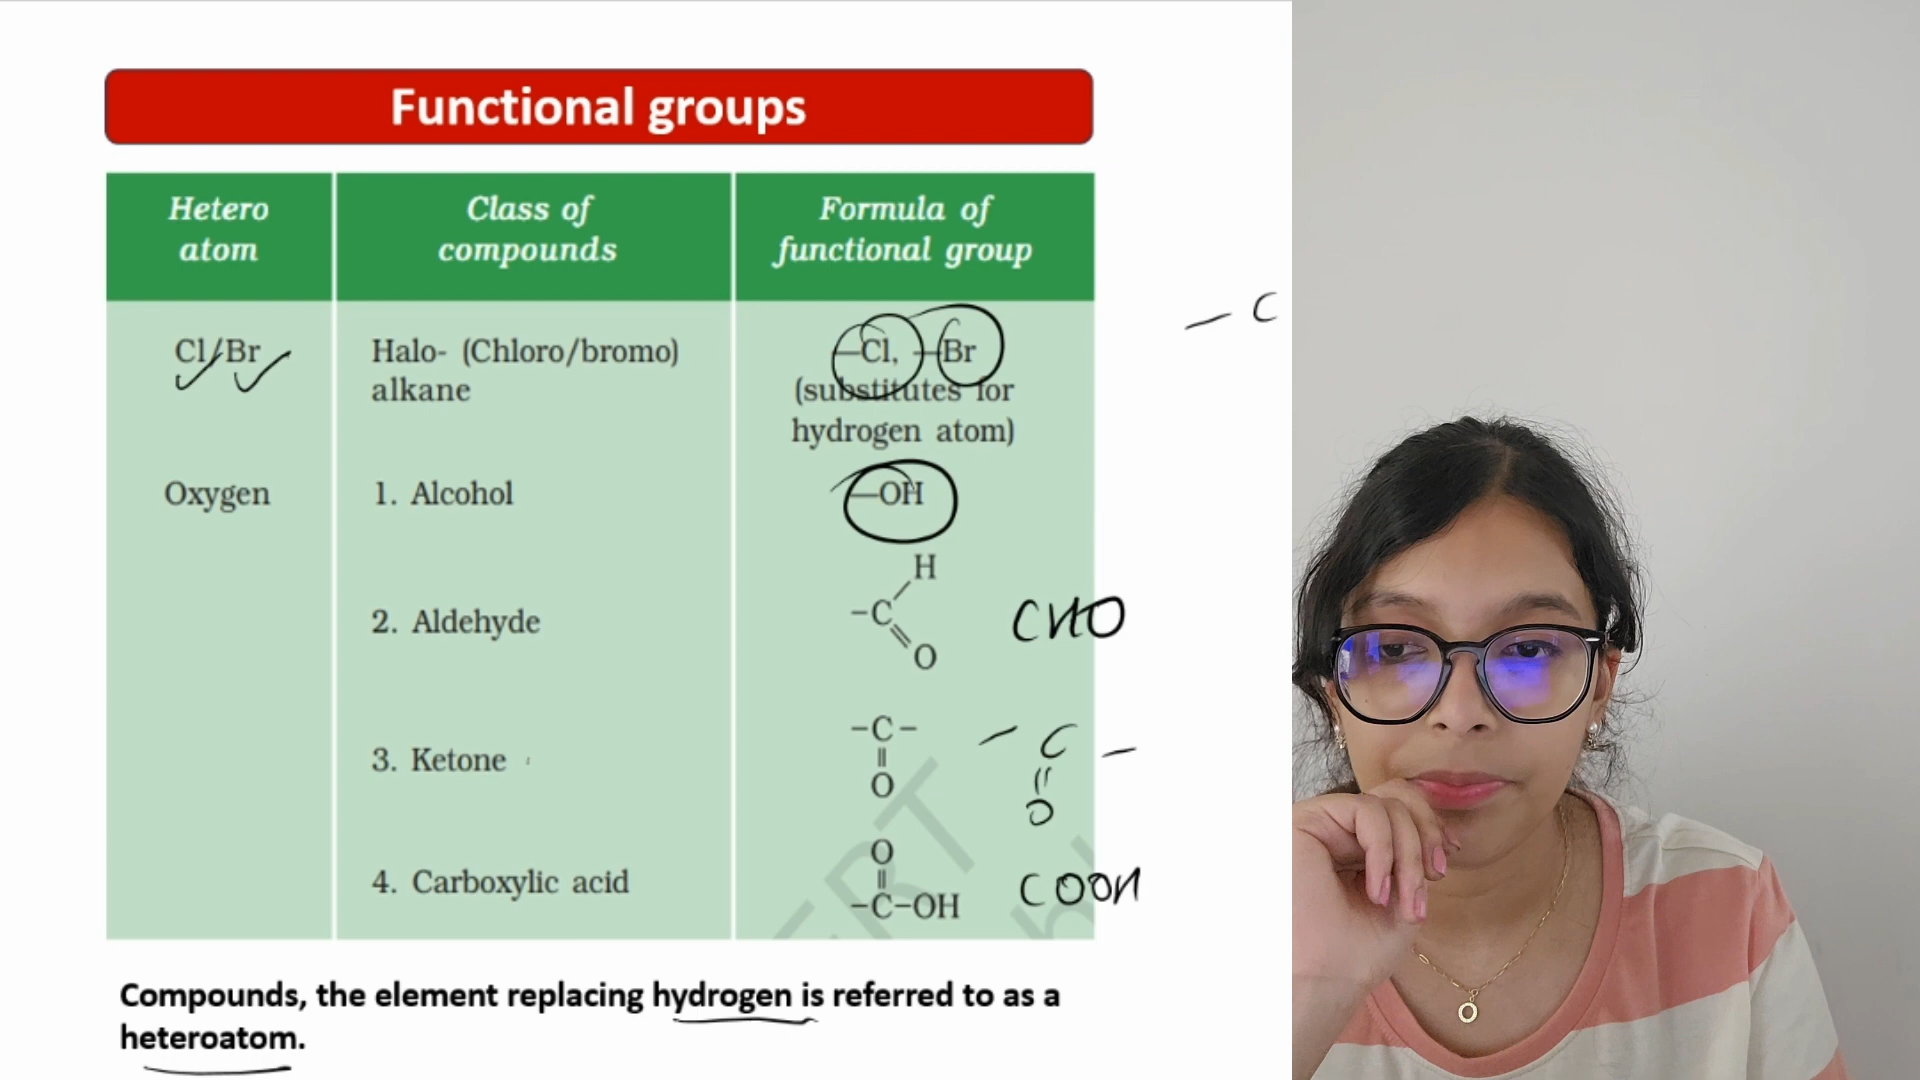 Functional groups
Hetero atom
Class of compounds
Formula of functional group
Cl/Br
Halo- (Chloro/bromo) alkane
–Cl, –Br
(substitutes for
hydrogen atom)
– C
Oxygen
1. Alcohol
–OH
2. Aldehyde
H
–C
O
CHO
3. Ketone
–C–
||
O
– C –
||
O
4. Carboxylic acid
O
||
–C–OH
COOH
Compounds, the element replacing hydrogen is referred to as a
heteroatom.